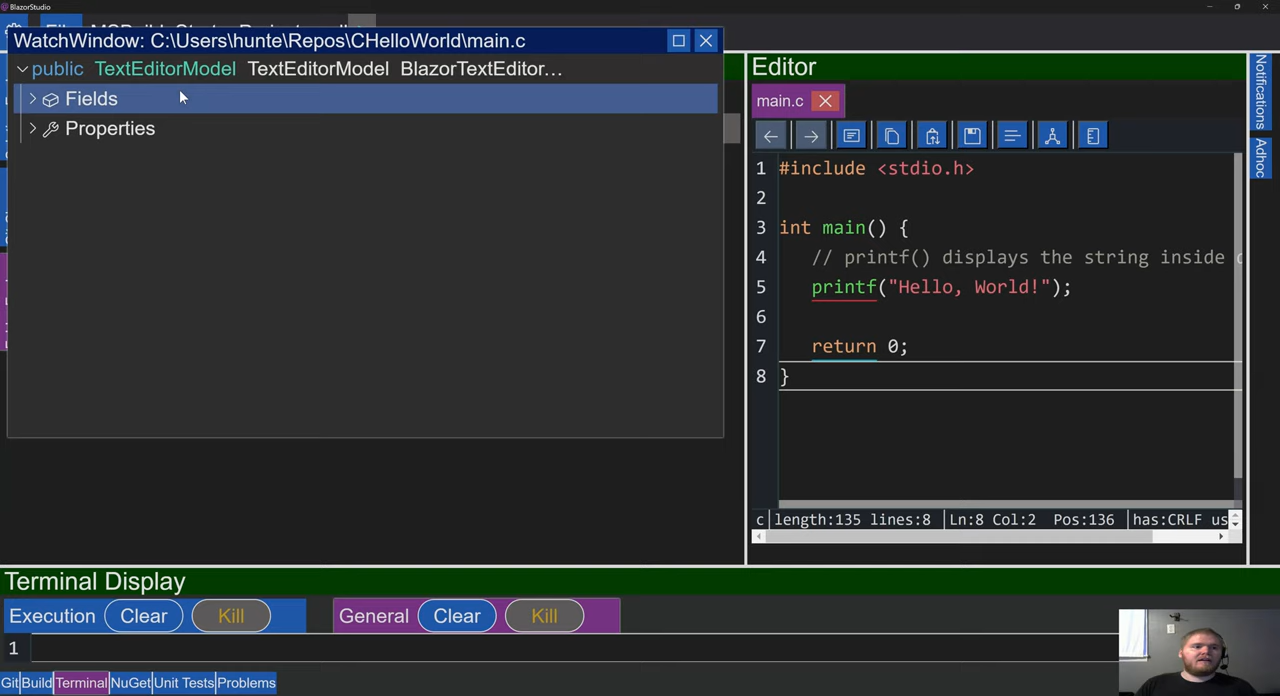 BlazorStudio
WatchWindow: C:\Users\hunte\Repos\CHelloWorld\main.c
public TextEditorModel TextEditorModel BlazorTextEditor...
Fields
Properties
Editor
main.c
1 #include <stdio.h>
2
3 int main() {
4 // printf() displays the string inside
5 printf("Hello, World!");
6
7 return 0;
8 }
c length:135 lines:8 Ln:8 Col:2 Pos:136 has:CRLF us
Notifications
Adhoc
Terminal Display
Execution Clear Kill General Clear Kill
1
Git Build Terminal NuGet Unit Tests Problems